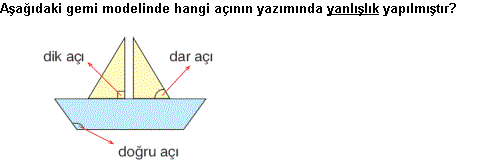 Aşağıdaki gemi modelinde hangi açının yazımında yanlışlık yapılmıştır?
dik açı
dar açı
doğru açı